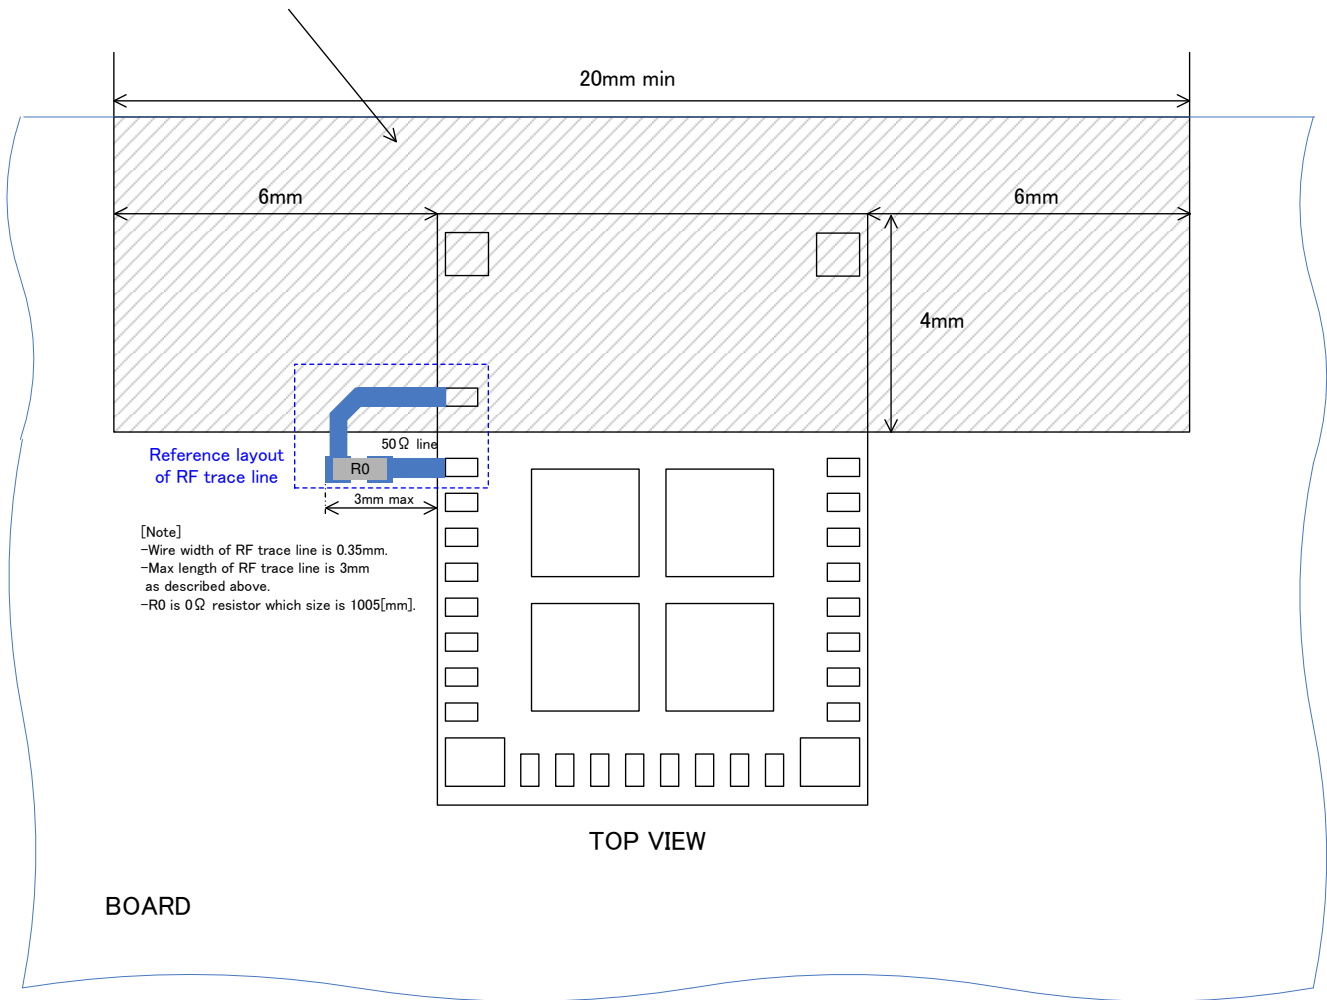 20mm min
6mm
6mm
4mm
50Ω line
Reference layout
of RF trace line
R0
3mm max
[Note]
-Wire width of RF trace line is 0.35mm.
-Max length of RF trace line is 3mm
as described above.
-R0 is 0Ω resistor which size is 1005[mm].
TOP VIEW
BOARD